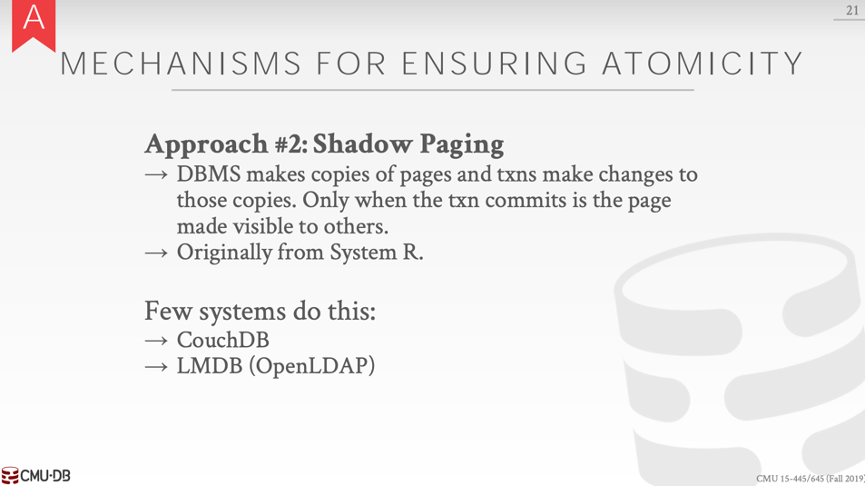 A
21
MECHANISMS FOR ENSURING ATOMICITY
Approach #2: Shadow Paging
→ DBMS makes copies of pages and txns make changes to
those copies. Only when the txn commits is the page
made visible to others.
→ Originally from System R.
Few systems do this:
→ CouchDB
→ LMDB (OpenLDAP)
CMU·DB
CMU 15-445/645 (Fall 2019)